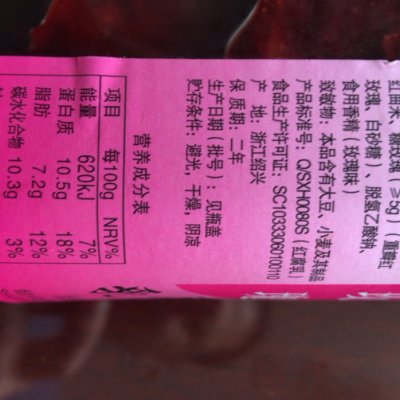 红曲米、糖玫瑰（≥5g）（重瓣红
玫瑰、白砂糖）、脱氢乙酸钠、
食用香精（玫瑰味）
致敏物：本品含有大豆、小麦及其制品
产品标准号：Q/SXH0080S（红腐乳）
食品生产许可证：SC10333060100110
产 地：浙江绍兴
保质期：二年
生产日期（批号）：见瓶盖
贮存条件：避光，干燥，阴凉
营养成分表
项目 每100g NRV%
能量 620kJ 7%
蛋白质 10.5g 18%
脂肪 7.2g 12%
碳水化合物 10.3g 3%